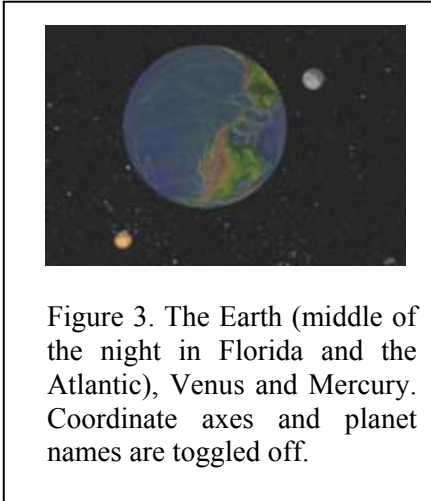 Figure 3. The Earth (middle of
the night in Florida and the
Atlantic), Venus and Mercury.
Coordinate axes and planet
names are toggled off.